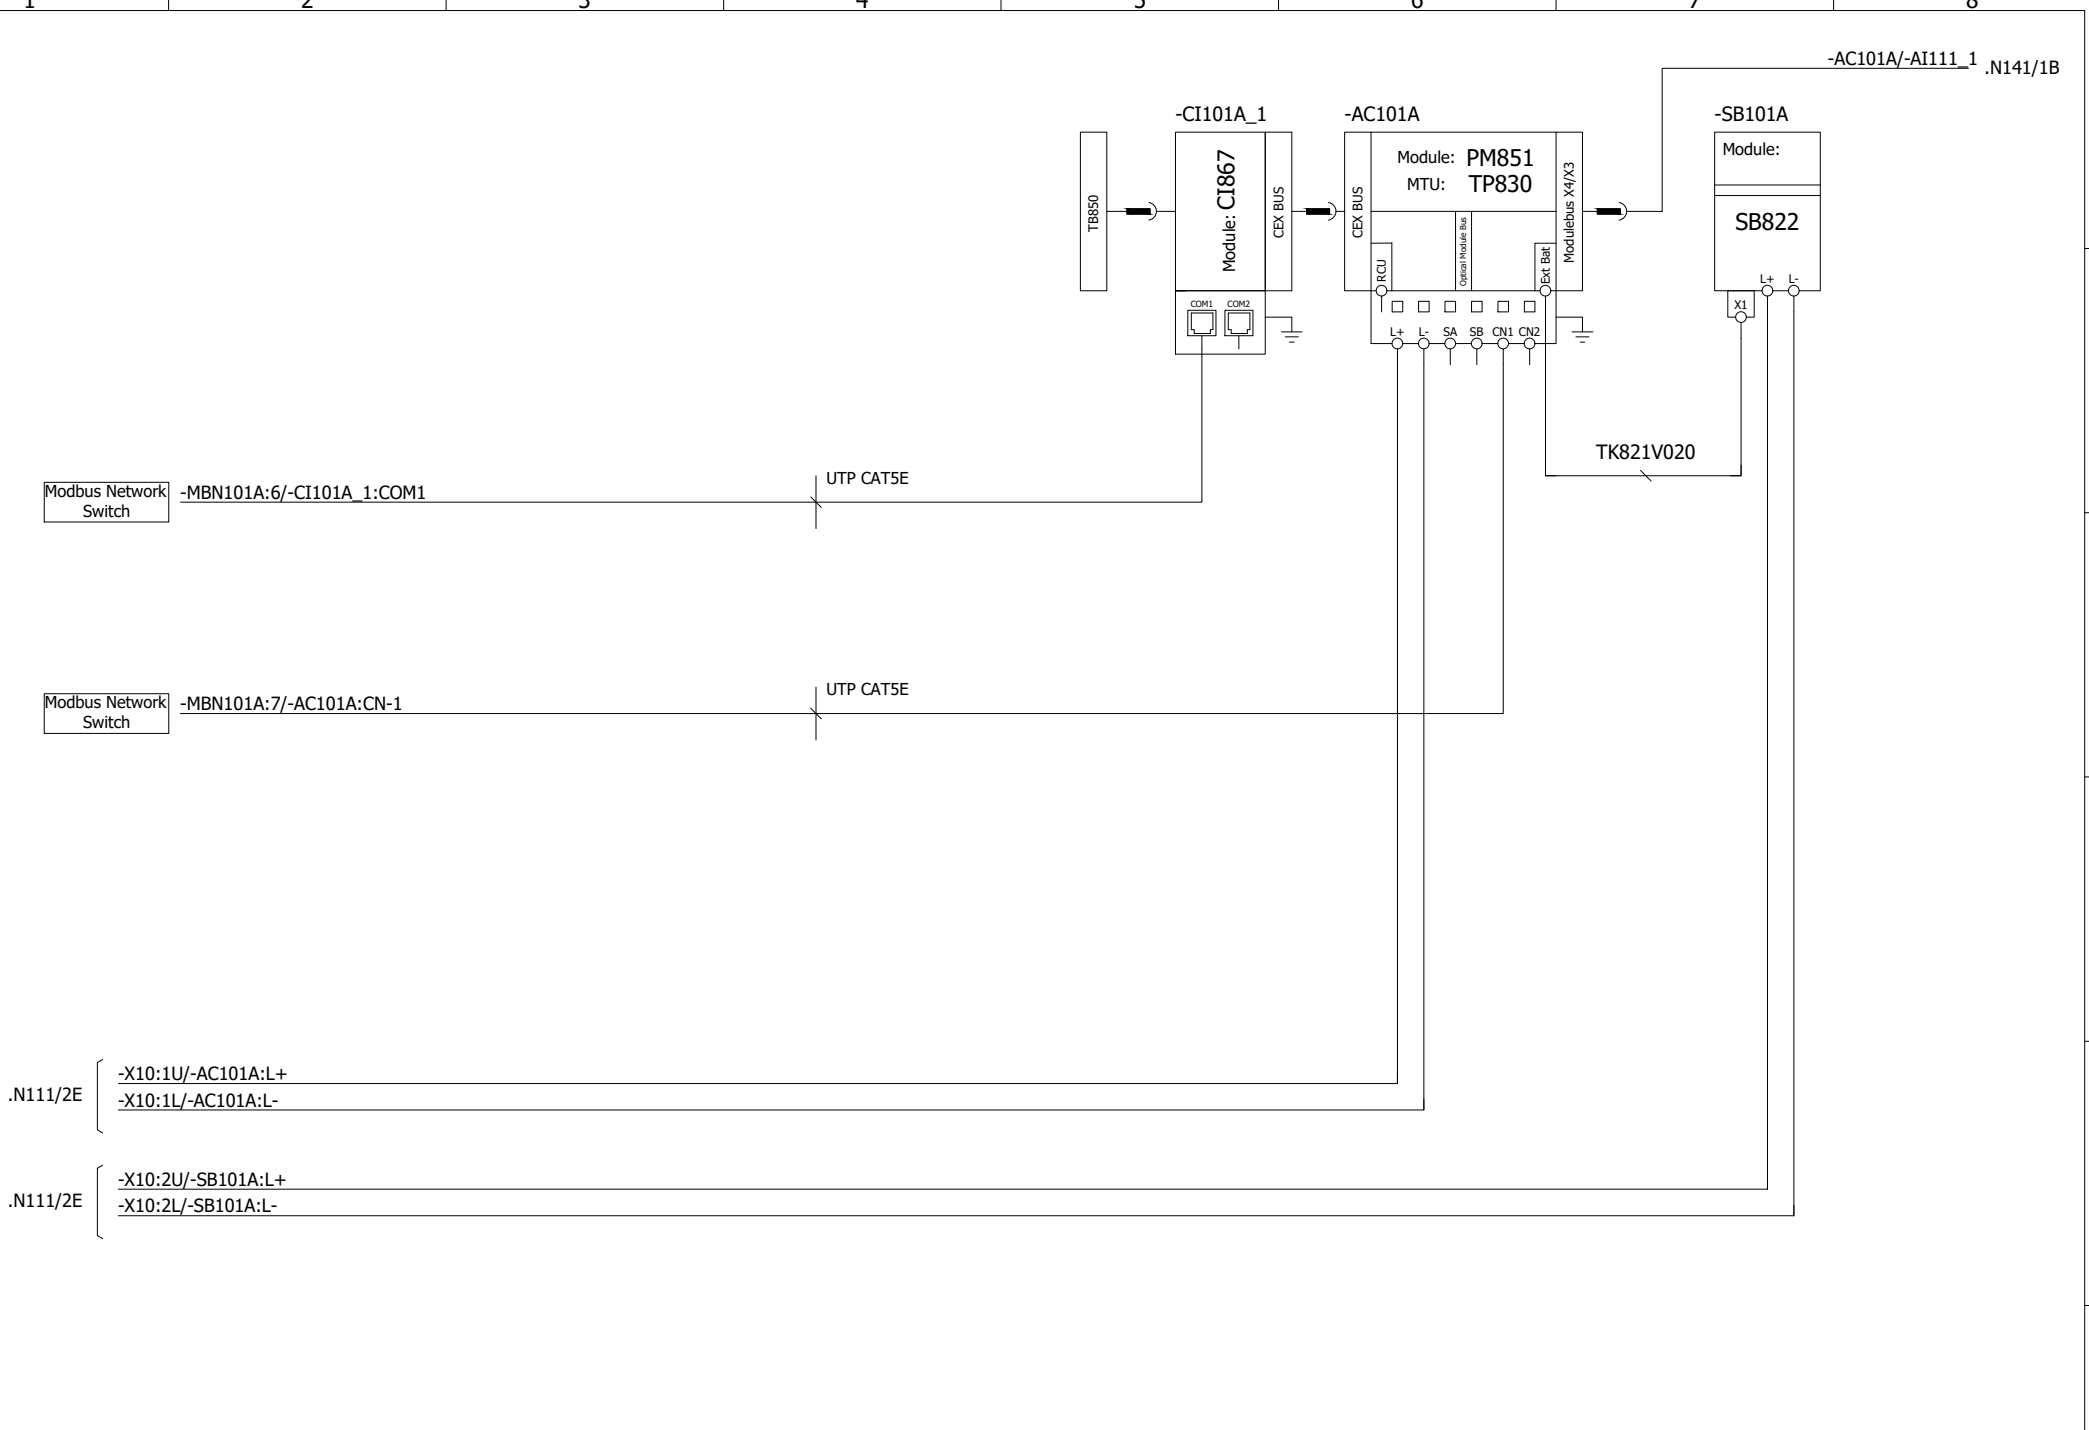 1 2 3 4 5 6 7 8
-AC101A/-AI111_1 .N141/1B
-CI101A_1
-AC101A
-SB101A
TB850
Module: CI867
CEX BUS
CEX BUS
Module: PM851
MTU: TP830
Modulebus X4/X3
Optical Module Bus
RCU
Ext Bat
Module:
SB822
L+ L-
X1
COM1 COM2
L+ L- SA SB CN1 CN2
TK821V020
Modbus Network
Switch
-MBN101A:6/-CI101A_1:COM1
UTP CAT5E
Modbus Network
Switch
-MBN101A:7/-AC101A:CN-1
UTP CAT5E
.N111/2E
-X10:1U/-AC101A:L+
-X10:1L/-AC101A:L-
.N111/2E
-X10:2U/-SB101A:L+
-X10:2L/-SB101A:L-